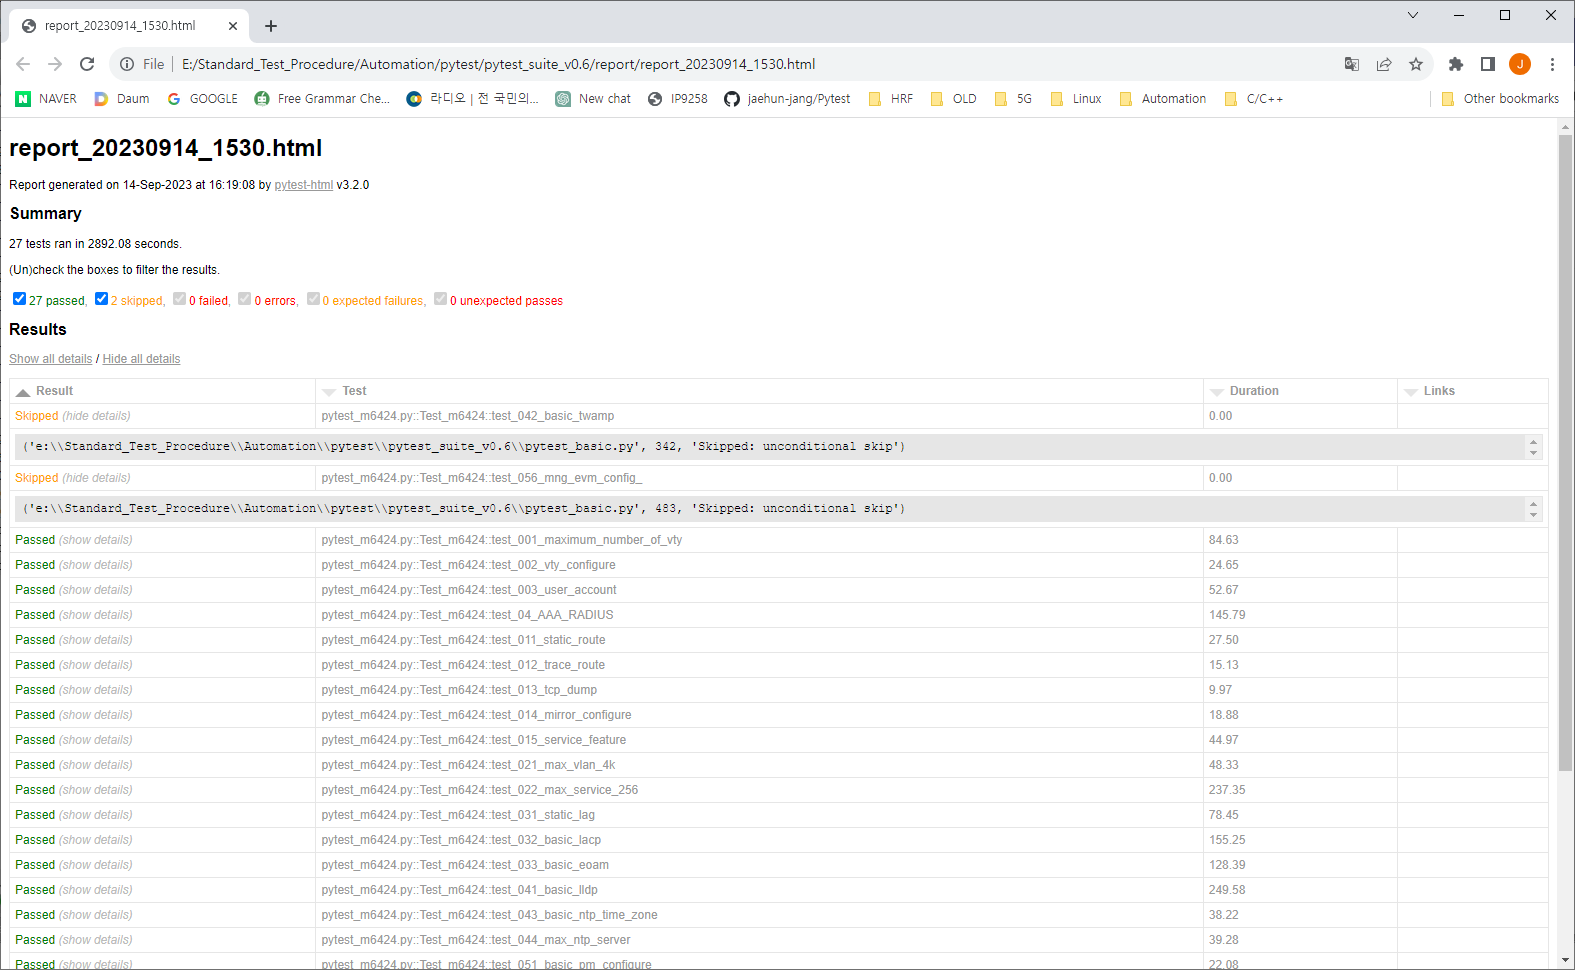 report_20230914_1530.html
File E:/Standard_Test_Procedure/Automation/pytest/pytest_suite_v0.6/report/report_20230914_1530.html J
NAVER Daum GOOGLE Free Grammar Che... 라디오 | 전 국민의... New chat IP9258 jaehun-jang/Pytest HRF OLD 5G Linux Automation C/C++ Other bookmarks
report_20230914_1530.html
Report generated on 14-Sep-2023 at 16:19:08 by pytest-html v3.2.0
Summary
27 tests ran in 2892.08 seconds.
(Un)check the boxes to filter the results.
27 passed, 2 skipped, 0 failed, 0 errors, 0 expected failures, 0 unexpected passes
Results
Show all details / Hide all details
Result Test Duration Links
Skipped (hide details) pytest_m6424.py::Test_m6424::test_042_basic_twamp 0.00
('e:\\Standard_Test_Procedure\\Automation\\pytest\\pytest_suite_v0.6\\pytest_basic.py', 342, 'Skipped: unconditional skip')
Skipped (hide details) pytest_m6424.py::Test_m6424::test_056_mng_evm_config_ 0.00
('e:\\Standard_Test_Procedure\\Automation\\pytest\\pytest_suite_v0.6\\pytest_basic.py', 483, 'Skipped: unconditional skip')
Passed (show details) pytest_m6424.py::Test_m6424::test_001_maximum_number_of_vty 84.63
Passed (show details) pytest_m6424.py::Test_m6424::test_002_vty_configure 24.65
Passed (show details) pytest_m6424.py::Test_m6424::test_003_user_account 52.67
Passed (show details) pytest_m6424.py::Test_m6424::test_04_AAA_RADIUS 145.79
Passed (show details) pytest_m6424.py::Test_m6424::test_011_static_route 27.50
Passed (show details) pytest_m6424.py::Test_m6424::test_012_trace_route 15.13
Passed (show details) pytest_m6424.py::Test_m6424::test_013_tcp_dump 9.97
Passed (show details) pytest_m6424.py::Test_m6424::test_014_mirror_configure 18.88
Passed (show details) pytest_m6424.py::Test_m6424::test_015_service_feature 44.97
Passed (show details) pytest_m6424.py::Test_m6424::test_021_max_vlan_4k 48.33
Passed (show details) pytest_m6424.py::Test_m6424::test_022_max_service_256 237.35
Passed (show details) pytest_m6424.py::Test_m6424::test_031_static_lag 78.45
Passed (show details) pytest_m6424.py::Test_m6424::test_032_basic_lacp 155.25
Passed (show details) pytest_m6424.py::Test_m6424::test_033_basic_eoam 128.39
Passed (show details) pytest_m6424.py::Test_m6424::test_041_basic_lldp 249.58
Passed (show details) pytest_m6424.py::Test_m6424::test_043_basic_ntp_time_zone 38.22
Passed (show details) pytest_m6424.py::Test_m6424::test_044_max_ntp_server 39.28
Passed (show details) pytest_m6424.py::Test_m6424::test_051_basic_pm_configure 22.08